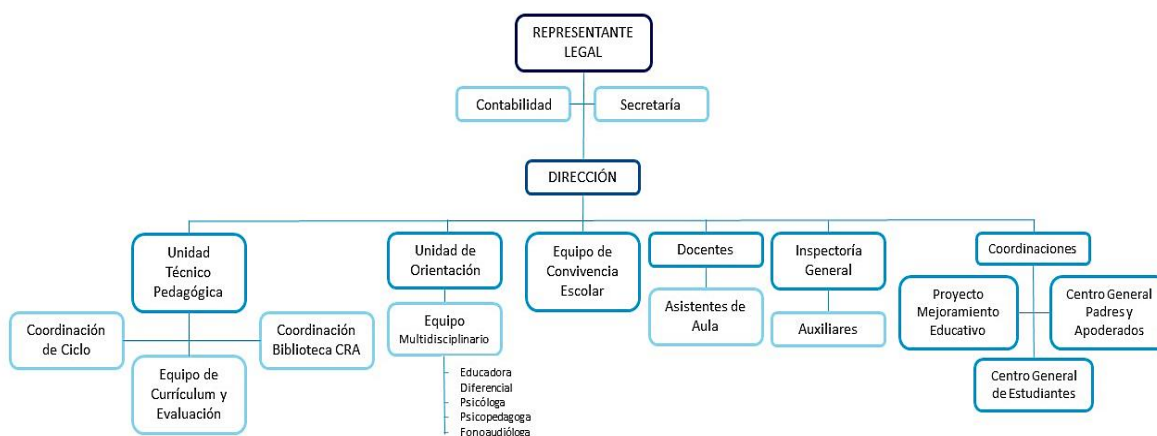 REPRESENTANTE
LEGAL
Contabilidad
Secretaría
DIRECCIÓN
Unidad
Técnico
Pedagógica
Unidad de
Orientación
Equipo de
Convivencia
Escolar
Docentes
Inspectoría
General
Coordinaciones
Coordinación
de Ciclo
Coordinación
Biblioteca CRA
Equipo de
Currículum y
Evaluación
Equipo
Multidisciplinario
- Educadora
Diferencial
- Psicóloga
- Psicopedagoga
- Fonoaudióloga
Asistentes de
Aula
Auxiliares
Proyecto
Mejoramiento
Educativo
Centro General
Padres y
Apoderados
Centro General
de Estudiantes